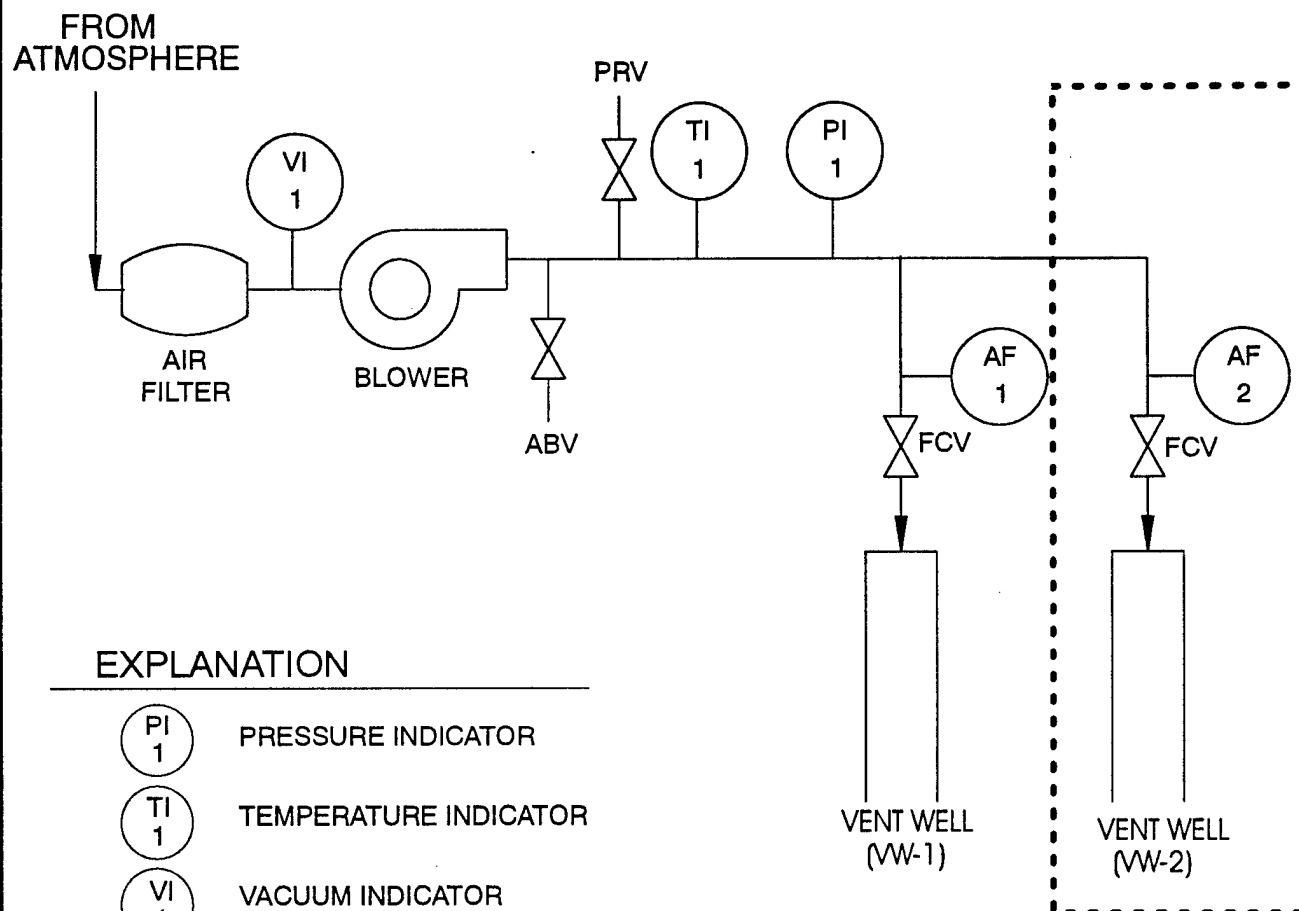 FROM
ATMOSPHERE
PRV
TI
1
PI
1
VI
1
AIR
FILTER
BLOWER
ABV
AF
1
FCV
AF
2
FCV
VENT WELL
(VW-1)
VENT WELL
(VW-2)
EXPLANATION
PI
1
PRESSURE INDICATOR
TI
1
TEMPERATURE INDICATOR
VI
VACUUM INDICATOR